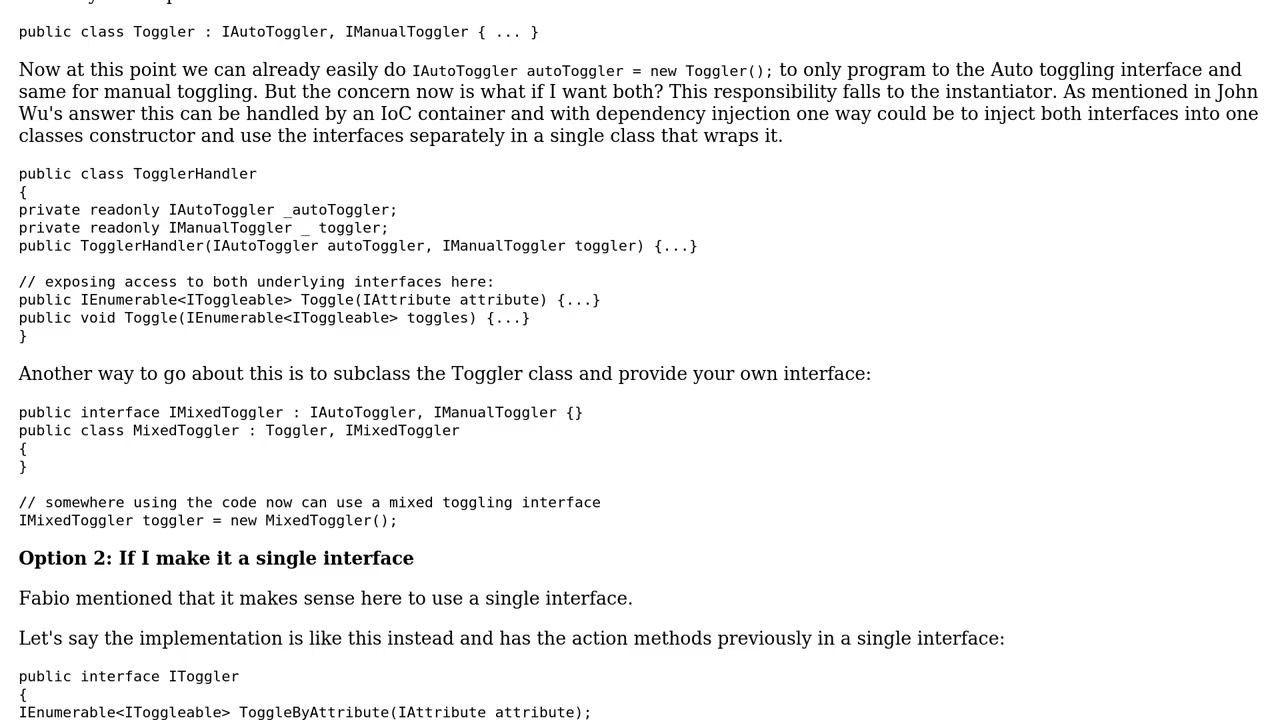 public class Toggler : IAutoToggler, IManualToggler { ... }
Now at this point we can already easily do IAutoToggler autoToggler = new Toggler(); to only program to the Auto toggling interface and
same for manual toggling. But the concern now is what if I want both? This responsibility falls to the instantiator. As mentioned in John
Wu's answer this can be handled by an IoC container and with dependency injection one way could be to inject both interfaces into one
classes constructor and use the interfaces separately in a single class that wraps it.
public class TogglerHandler
{
private readonly IAutoToggler _autoToggler;
private readonly IManualToggler _ toggler;
public TogglerHandler(IAutoToggler autoToggler, IManualToggler toggler) {...}
// exposing access to both underlying interfaces here:
public IEnumerable<IToggleable> Toggle(IAttribute attribute) {...}
public void Toggle(IEnumerable<IToggleable> toggles) {...}
}
Another way to go about this is to subclass the Toggler class and provide your own interface:
public interface IMixedToggler : IAutoToggler, IManualToggler {}
public class MixedToggler : Toggler, IMixedToggler
{
}
// somewhere using the code now can use a mixed toggling interface
IMixedToggler toggler = new MixedToggler();
Option 2: If I make it a single interface
Fabio mentioned that it makes sense here to use a single interface.
Let's say the implementation is like this instead and has the action methods previously in a single interface:
public interface IToggler
{
IEnumerable<IToggleable> ToggleByAttribute(IAttribute attribute);